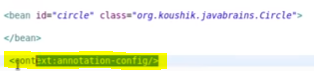 <bean id="circle" class="org.koushik.javabrains.Circle">
</bean>
<context:annotation-config/>